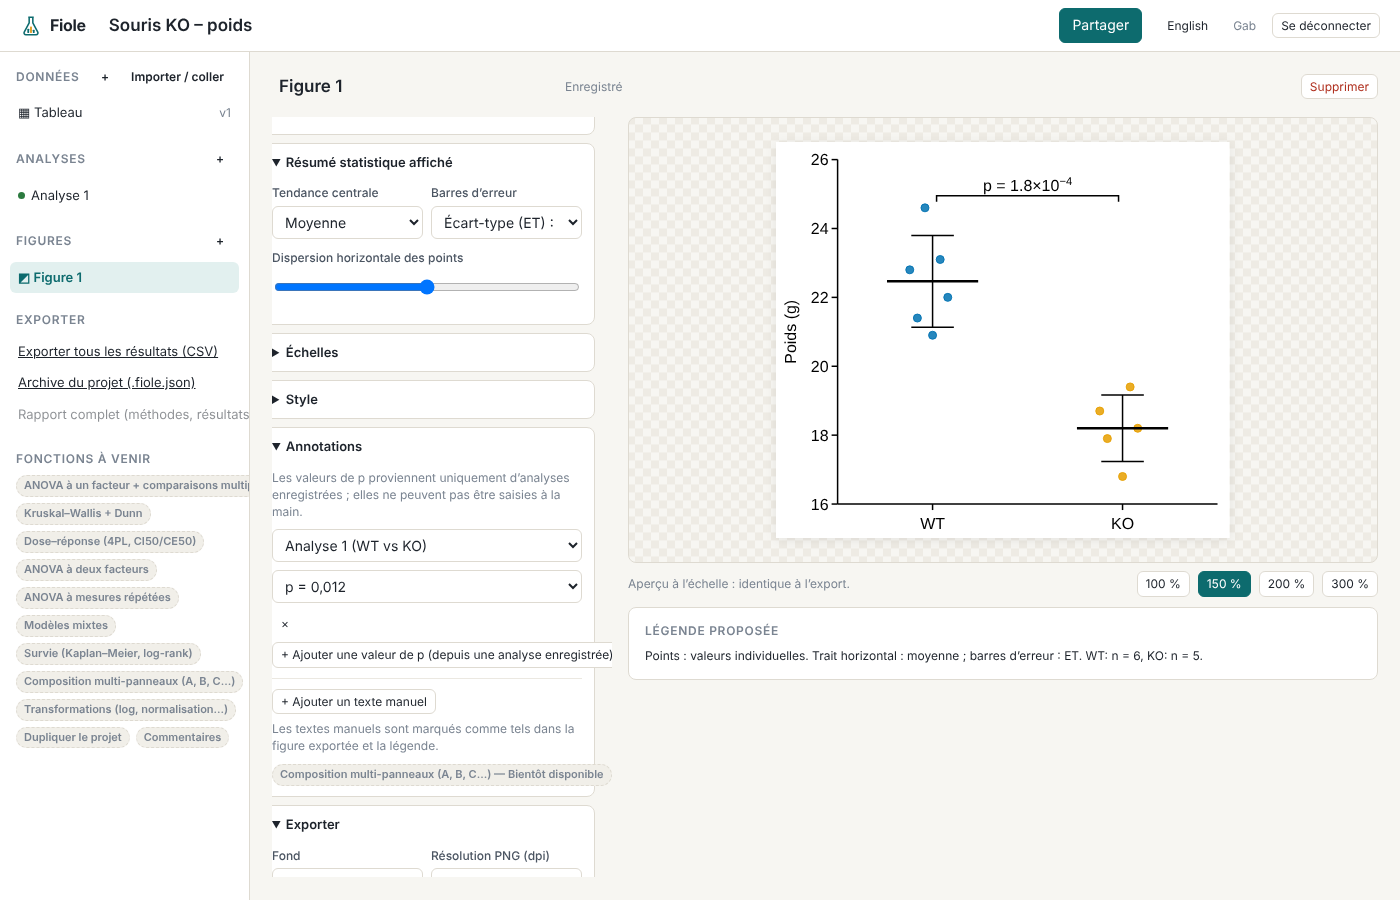 Fiole
Souris KO – poids
Partager
English
Gab
Se déconnecter
DONNÉES
+
Importer / coller
Tableau
v1
ANALYSES
+
Analyse 1
FIGURES
+
Figure 1
EXPORTER
Exporter tous les résultats (CSV)
Archive du projet (.fiole.json)
Rapport complet (méthodes, résultats
FONCTIONS À VENIR
ANOVA à un facteur + comparaisons multip
Kruskal–Wallis + Dunn
Dose–réponse (4PL, CI50/CE50)
ANOVA à deux facteurs
ANOVA à mesures répétées
Modèles mixtes
Survie (Kaplan–Meier, log-rank)
Composition multi-panneaux (A, B, C…)
Transformations (log, normalisation…)
Dupliquer le projet
Commentaires
Figure 1
Enregistré
Supprimer
Résumé statistique affiché
Tendance centrale
Barres d’erreur
Moyenne
Écart-type (ET) :
Dispersion horizontale des points
Échelles
Style
Annotations
Les valeurs de p proviennent uniquement d’analyses
enregistrées ; elles ne peuvent pas être saisies à la
main.
Analyse 1 (WT vs KO)
p = 0,012
×
+ Ajouter une valeur de p (depuis une analyse enregistrée)
+ Ajouter un texte manuel
Les textes manuels sont marqués comme tels dans la
figure exportée et la légende.
Composition multi-panneaux (A, B, C…) — Bientôt disponible
Exporter
Fond
Résolution PNG (dpi)
26
24
22
20
18
16
Poids (g)
p = 1.8×10⁻⁴
WT
KO
Aperçu à l’échelle : identique à l’export.
100 %
150 %
200 %
300 %
LÉGENDE PROPOSÉE
Points : valeurs individuelles. Trait horizontal : moyenne ; barres d’erreur : ET. WT: n = 6, KO: n = 5.